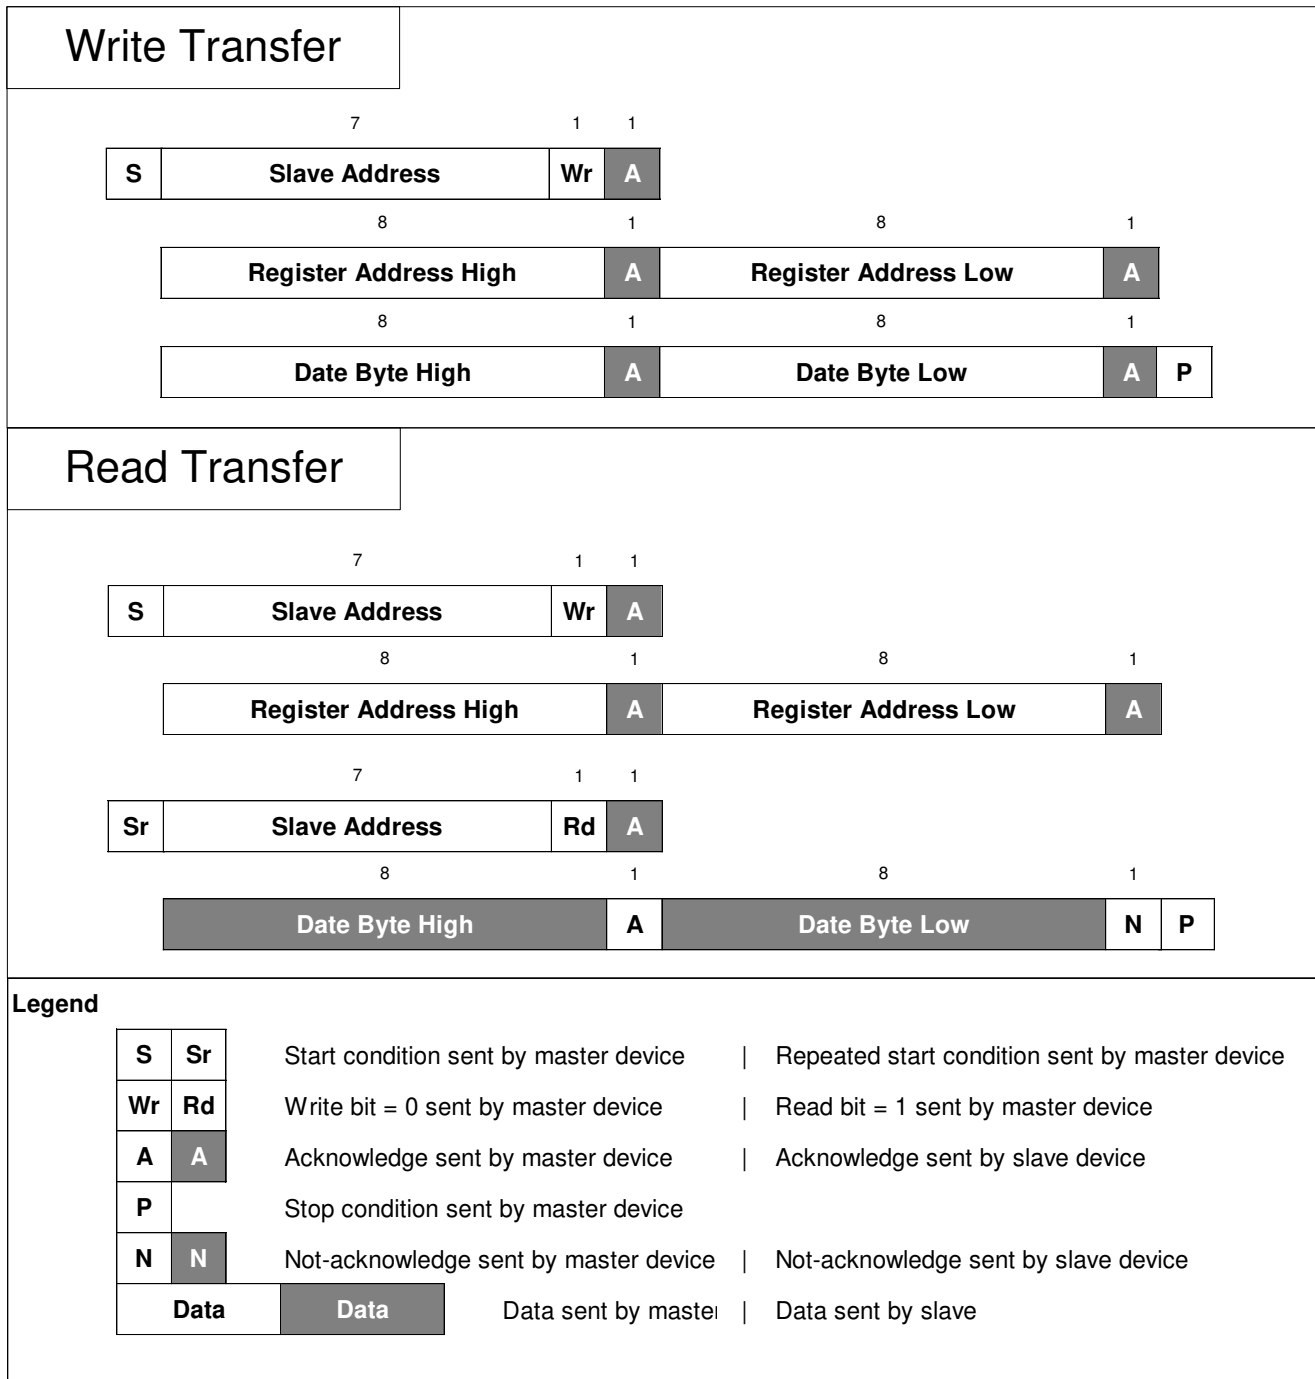 Write Transfer
7 1 1
S Slave Address Wr A
8 1 8 1
Register Address High A Register Address Low A
8 1 8 1
Date Byte High A Date Byte Low A P
Read Transfer
7 1 1
S Slave Address Wr A
8 1 8 1
Register Address High A Register Address Low A
7 1 1
Sr Slave Address Rd A
8 1 8 1
Date Byte High A Date Byte Low N P
Legend
S Sr Start condition sent by master device | Repeated start condition sent by master device
Wr Rd Write bit = 0 sent by master device | Read bit = 1 sent by master device
A A Acknowledge sent by master device | Acknowledge sent by slave device
P Stop condition sent by master device
N N Not-acknowledge sent by master device | Not-acknowledge sent by slave device
Data Data Data sent by master | Data sent by slave